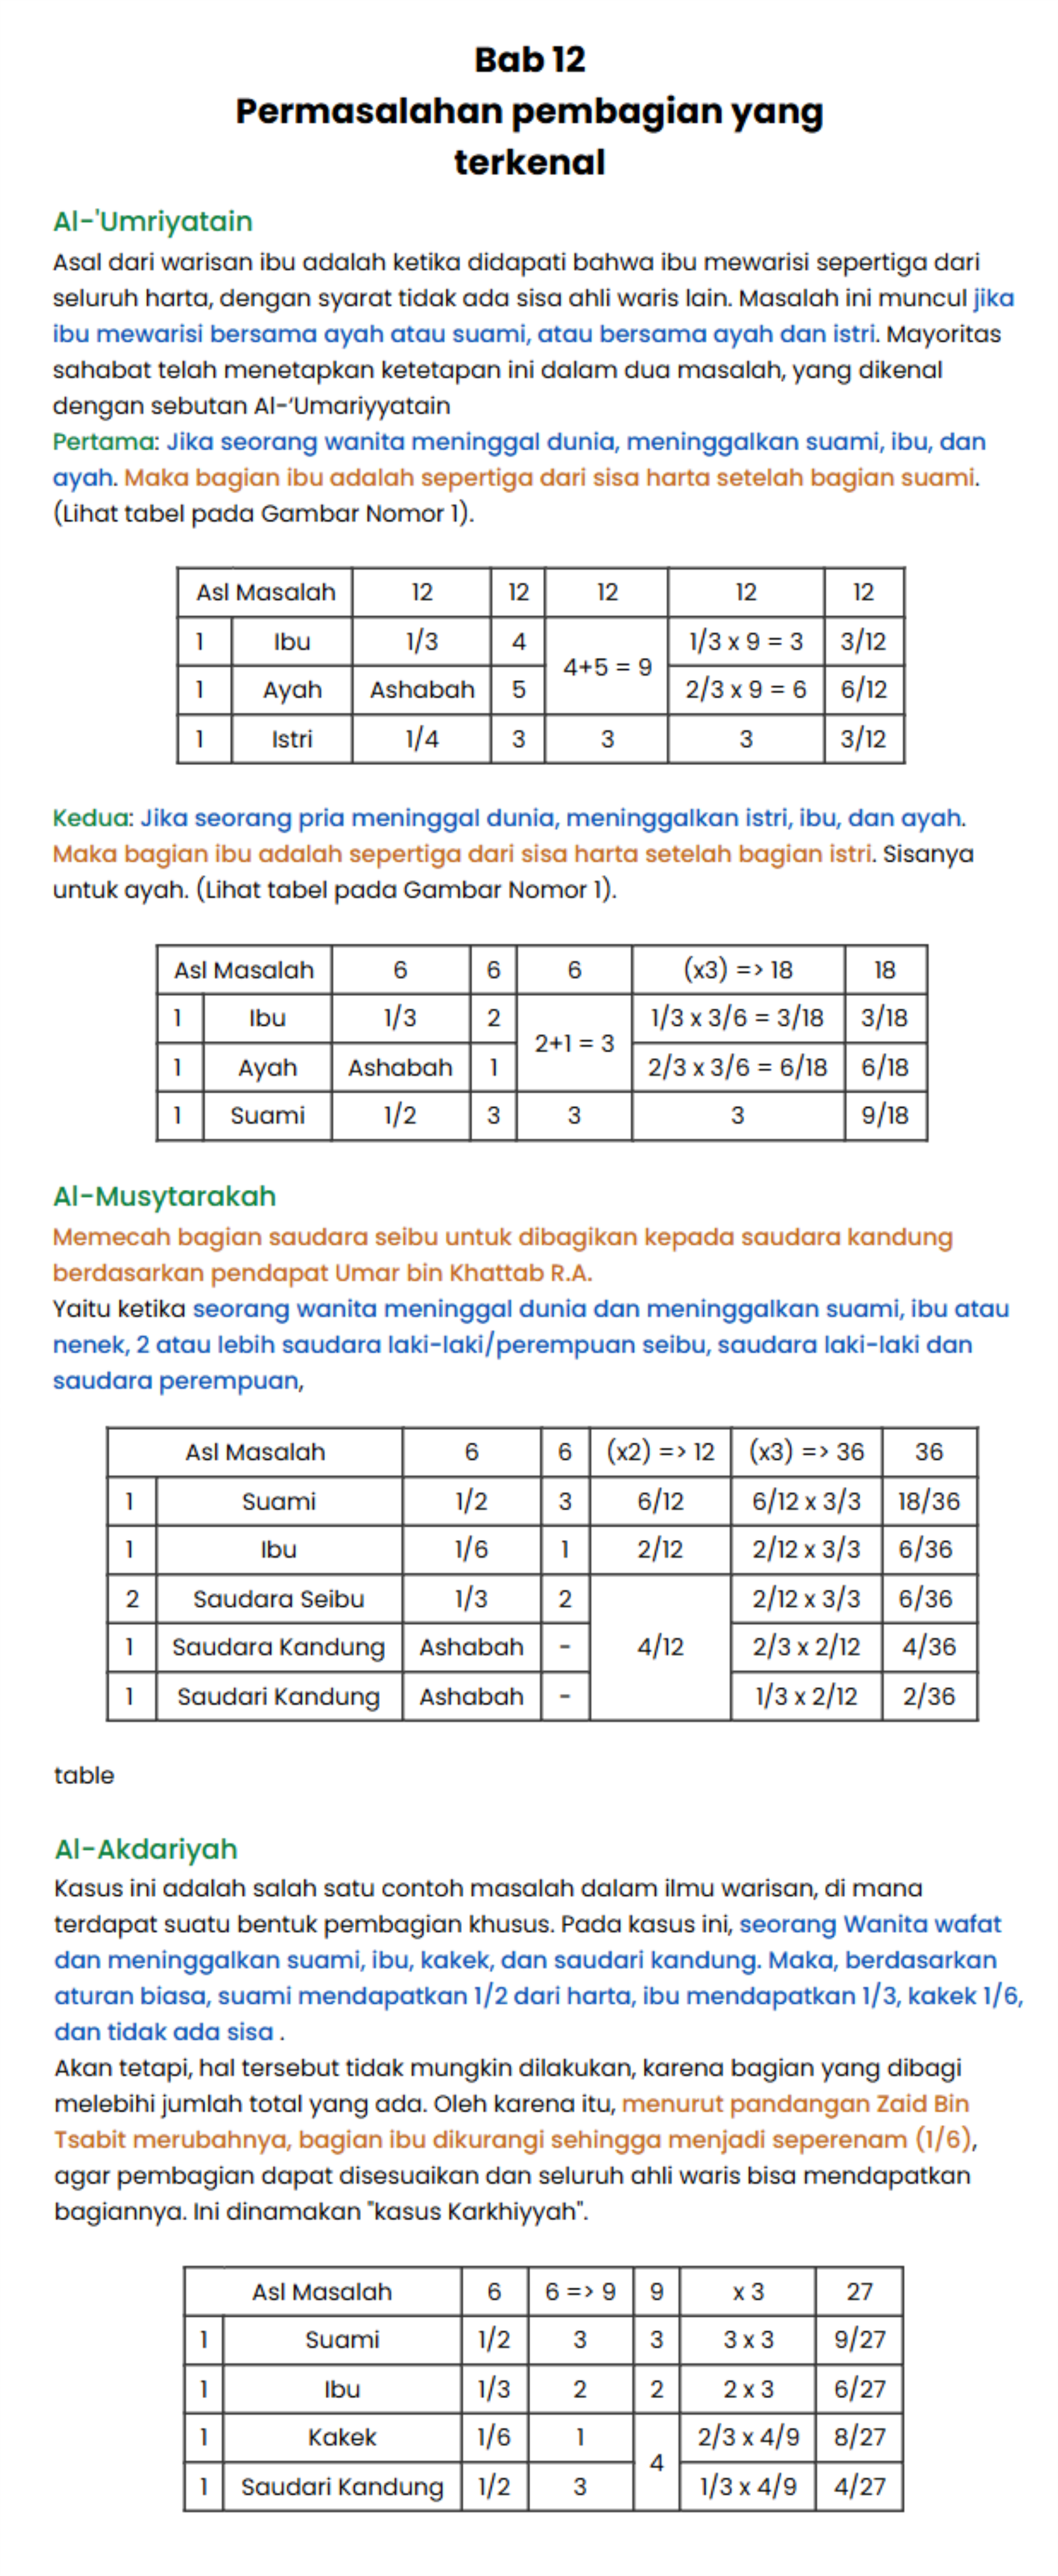 Bab 12
Permasalahan pembagian yang
terkenal
Al-'Umriyatain
Asal dari warisan ibu adalah ketika didapati bahwa ibu mewarisi sepertiga dari
seluruh harta, dengan syarat tidak ada sisa ahli waris lain. Masalah ini muncul jika
ibu mewarisi bersama ayah atau suami, atau bersama ayah dan istri. Mayoritas
sahabat telah menetapkan ketetapan ini dalam dua masalah, yang dikenal
dengan sebutan Al-‘Umariyyatain
Pertama: Jika seorang wanita meninggal dunia, meninggalkan suami, ibu, dan
ayah. Maka bagian ibu adalah sepertiga dari sisa harta setelah bagian suami.
(Lihat tabel pada Gambar Nomor 1).
Asl Masalah 12 12 12 12 12
1 Ibu 1/3 4 4+5 = 9 1/3 x 9 = 3 3/12
1 Ayah Ashabah 5 2/3 x 9 = 6 6/12
1 Istri 1/4 3 3 3 3/12
Kedua: Jika seorang pria meninggal dunia, meninggalkan istri, ibu, dan ayah.
Maka bagian ibu adalah sepertiga dari sisa harta setelah bagian istri. Sisanya
untuk ayah. (Lihat tabel pada Gambar Nomor 1).
Asl Masalah 6 6 6 (x3) => 18 18
1 Ibu 1/3 2 2+1 = 3 1/3 x 3/6 = 3/18 3/18
1 Ayah Ashabah 1 2/3 x 3/6 = 6/18 6/18
1 Suami 1/2 3 3 3 9/18
Al-Musytarakah
Memecah bagian saudara seibu untuk dibagikan kepada saudara kandung
berdasarkan pendapat Umar bin Khattab R.A.
Yaitu ketika seorang wanita meninggal dunia dan meninggalkan suami, ibu atau
nenek, 2 atau lebih saudara laki-laki/perempuan seibu, saudara laki-laki dan
saudara perempuan,
Asl Masalah 6 6 (x2) => 12 (x3) => 36 36
1 Suami 1/2 3 6/12 6/12 x 3/3 18/36
1 Ibu 1/6 1 2/12 2/12 x 3/3 6/36
2 Saudara Seibu 1/3 2 4/12 2/12 x 3/3 6/36
1 Saudara Kandung Ashabah - 2/3 x 2/12 4/36
1 Saudari Kandung Ashabah - 1/3 x 2/12 2/36
table
Al-Akdariyah
Kasus ini adalah salah satu contoh masalah dalam ilmu warisan, di mana
terdapat suatu bentuk pembagian khusus. Pada kasus ini, seorang Wanita wafat
dan meninggalkan suami, ibu, kakek, dan saudari kandung. Maka, berdasarkan
aturan biasa, suami mendapatkan 1/2 dari harta, ibu mendapatkan 1/3, kakek 1/6,
dan tidak ada sisa .
Akan tetapi, hal tersebut tidak mungkin dilakukan, karena bagian yang dibagi
melebihi jumlah total yang ada. Oleh karena itu, menurut pandangan Zaid Bin
Tsabit merubahnya, bagian ibu dikurangi sehingga menjadi seperenam (1/6),
agar pembagian dapat disesuaikan dan seluruh ahli waris bisa mendapatkan
bagiannya. Ini dinamakan "kasus Karkhiyyah".
Asl Masalah 6 6 => 9 9 x 3 27
1 Suami 1/2 3 3 3 x 3 9/27
1 Ibu 1/3 2 2 2 x 3 6/27
1 Kakek 1/6 1 4 2/3 x 4/9 8/27
1 Saudari Kandung 1/2 3 1/3 x 4/9 4/27